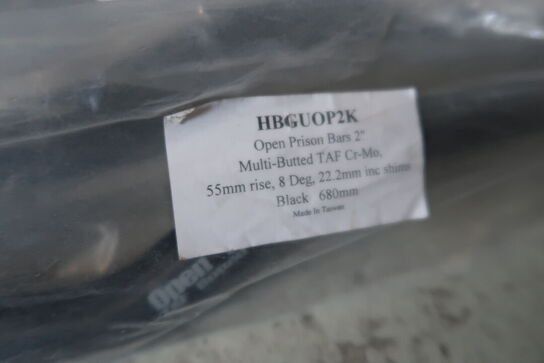 HBGUOP2K
Open Prison Bars 2"
Multi-Butted TAF Cr-Mo,
55mm rise, 8 Deg, 22.2mm inc shims
Black 680mm
Made In Taiwan
Open